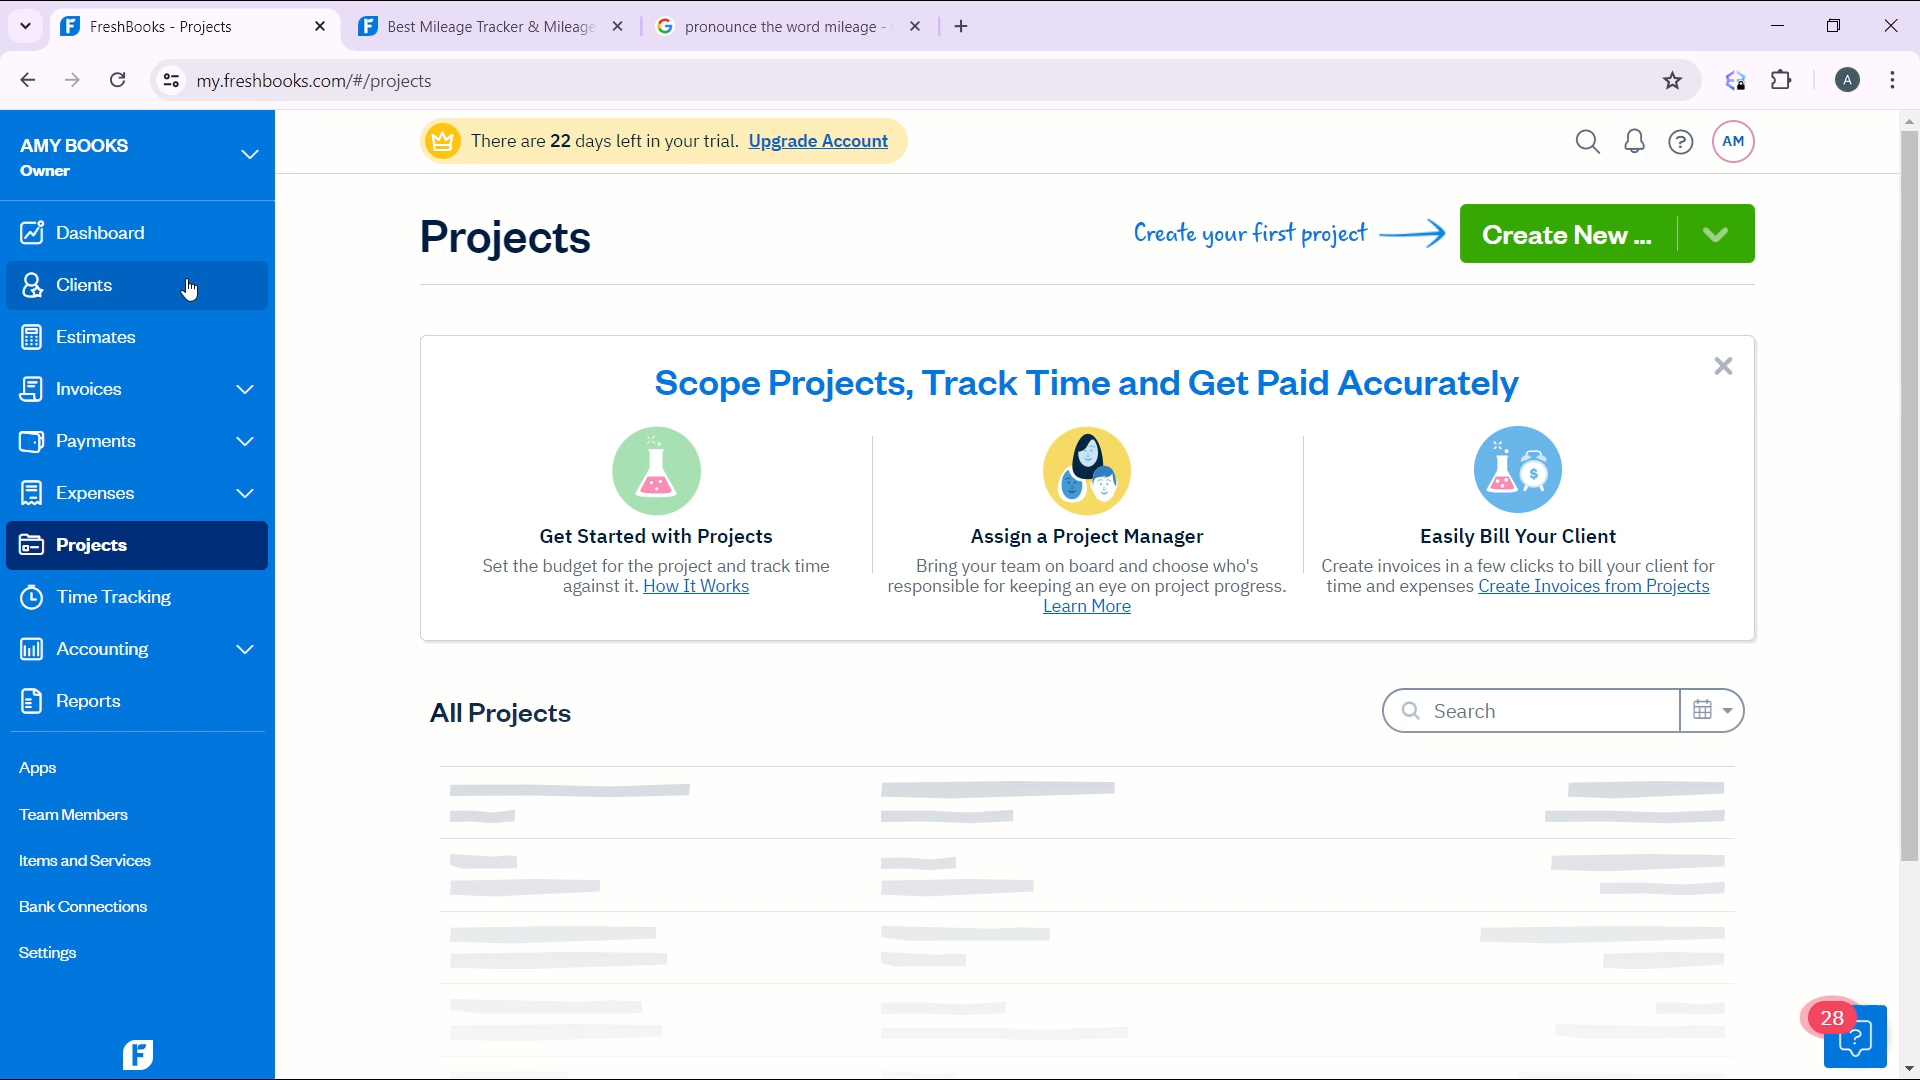 FreshBooks - Projects
Best Mileage Tracker & Mileage
pronounce the word mileage -
my.freshbooks.com/#/projects
A
AMY BOOKS
Owner
There are 22 days left in your trial. Upgrade Account
AM
Dashboard
Clients
Estimates
Invoices
Payments
Expenses
Projects
Time Tracking
Accounting
Reports
Apps
Team Members
Items and Services
Bank Connections
Settings
Projects
Create your first project
Create New ...
Scope Projects, Track Time and Get Paid Accurately
Get Started with Projects
Set the budget for the project and track time
against it. How It Works
Assign a Project Manager
Bring your team on board and choose who's
responsible for keeping an eye on project progress.
Learn More
Easily Bill Your Client
Create invoices in a few clicks to bill your client for
time and expenses Create Invoices from Projects
All Projects
Search
28